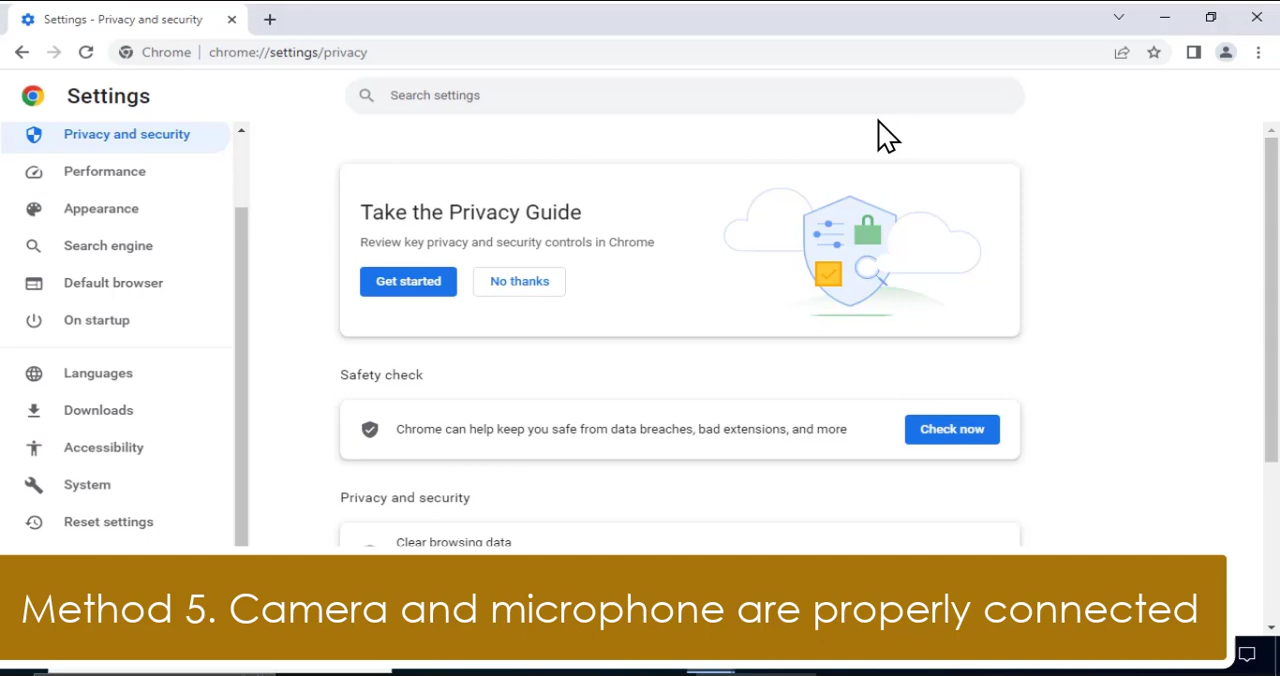 Settings - Privacy and security
Chrome | chrome://settings/privacy
Settings
Search settings
Privacy and security
Performance
Appearance
Search engine
Default browser
On startup
Languages
Downloads
Accessibility
System
Reset settings
Take the Privacy Guide
Review key privacy and security controls in Chrome
Get started
No thanks
Safety check
Chrome can help keep you safe from data breaches, bad extensions, and more
Check now
Privacy and security
Clear browsing data
Method 5. Camera and microphone are properly connected